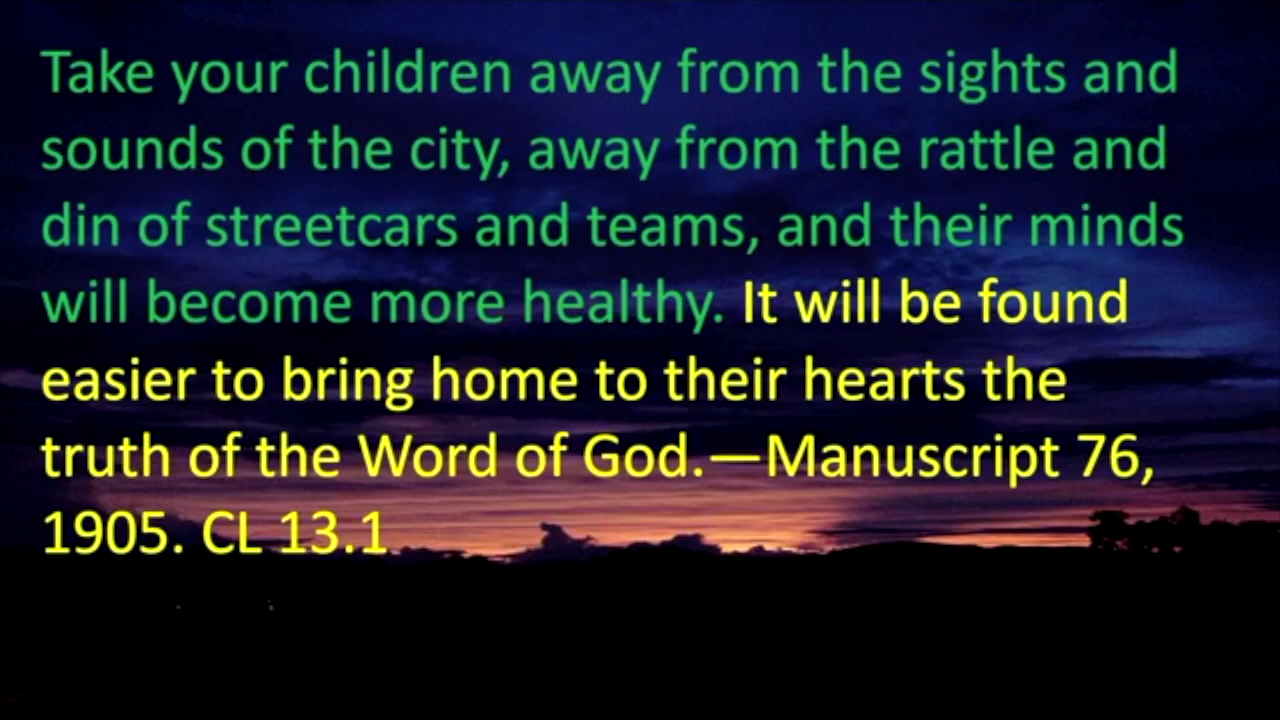 Take your children away from the sights and
sounds of the city, away from the rattle and
din of streetcars and teams, and their minds
will become more healthy. It will be found
easier to bring home to their hearts the
truth of the Word of God.—Manuscript 76,
1905. CL 13.1